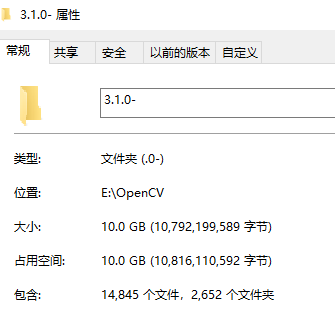 3.1.0- 属性
常规 共享 安全 以前的版本 自定义
3.1.0-
类型: 文件夹 (.0-)
位置: E:\OpenCV
大小: 10.0 GB (10,792,199,589 字节)
占用空间: 10.0 GB (10,816,110,592 字节)
包含: 14,845 个文件，2,652 个文件夹